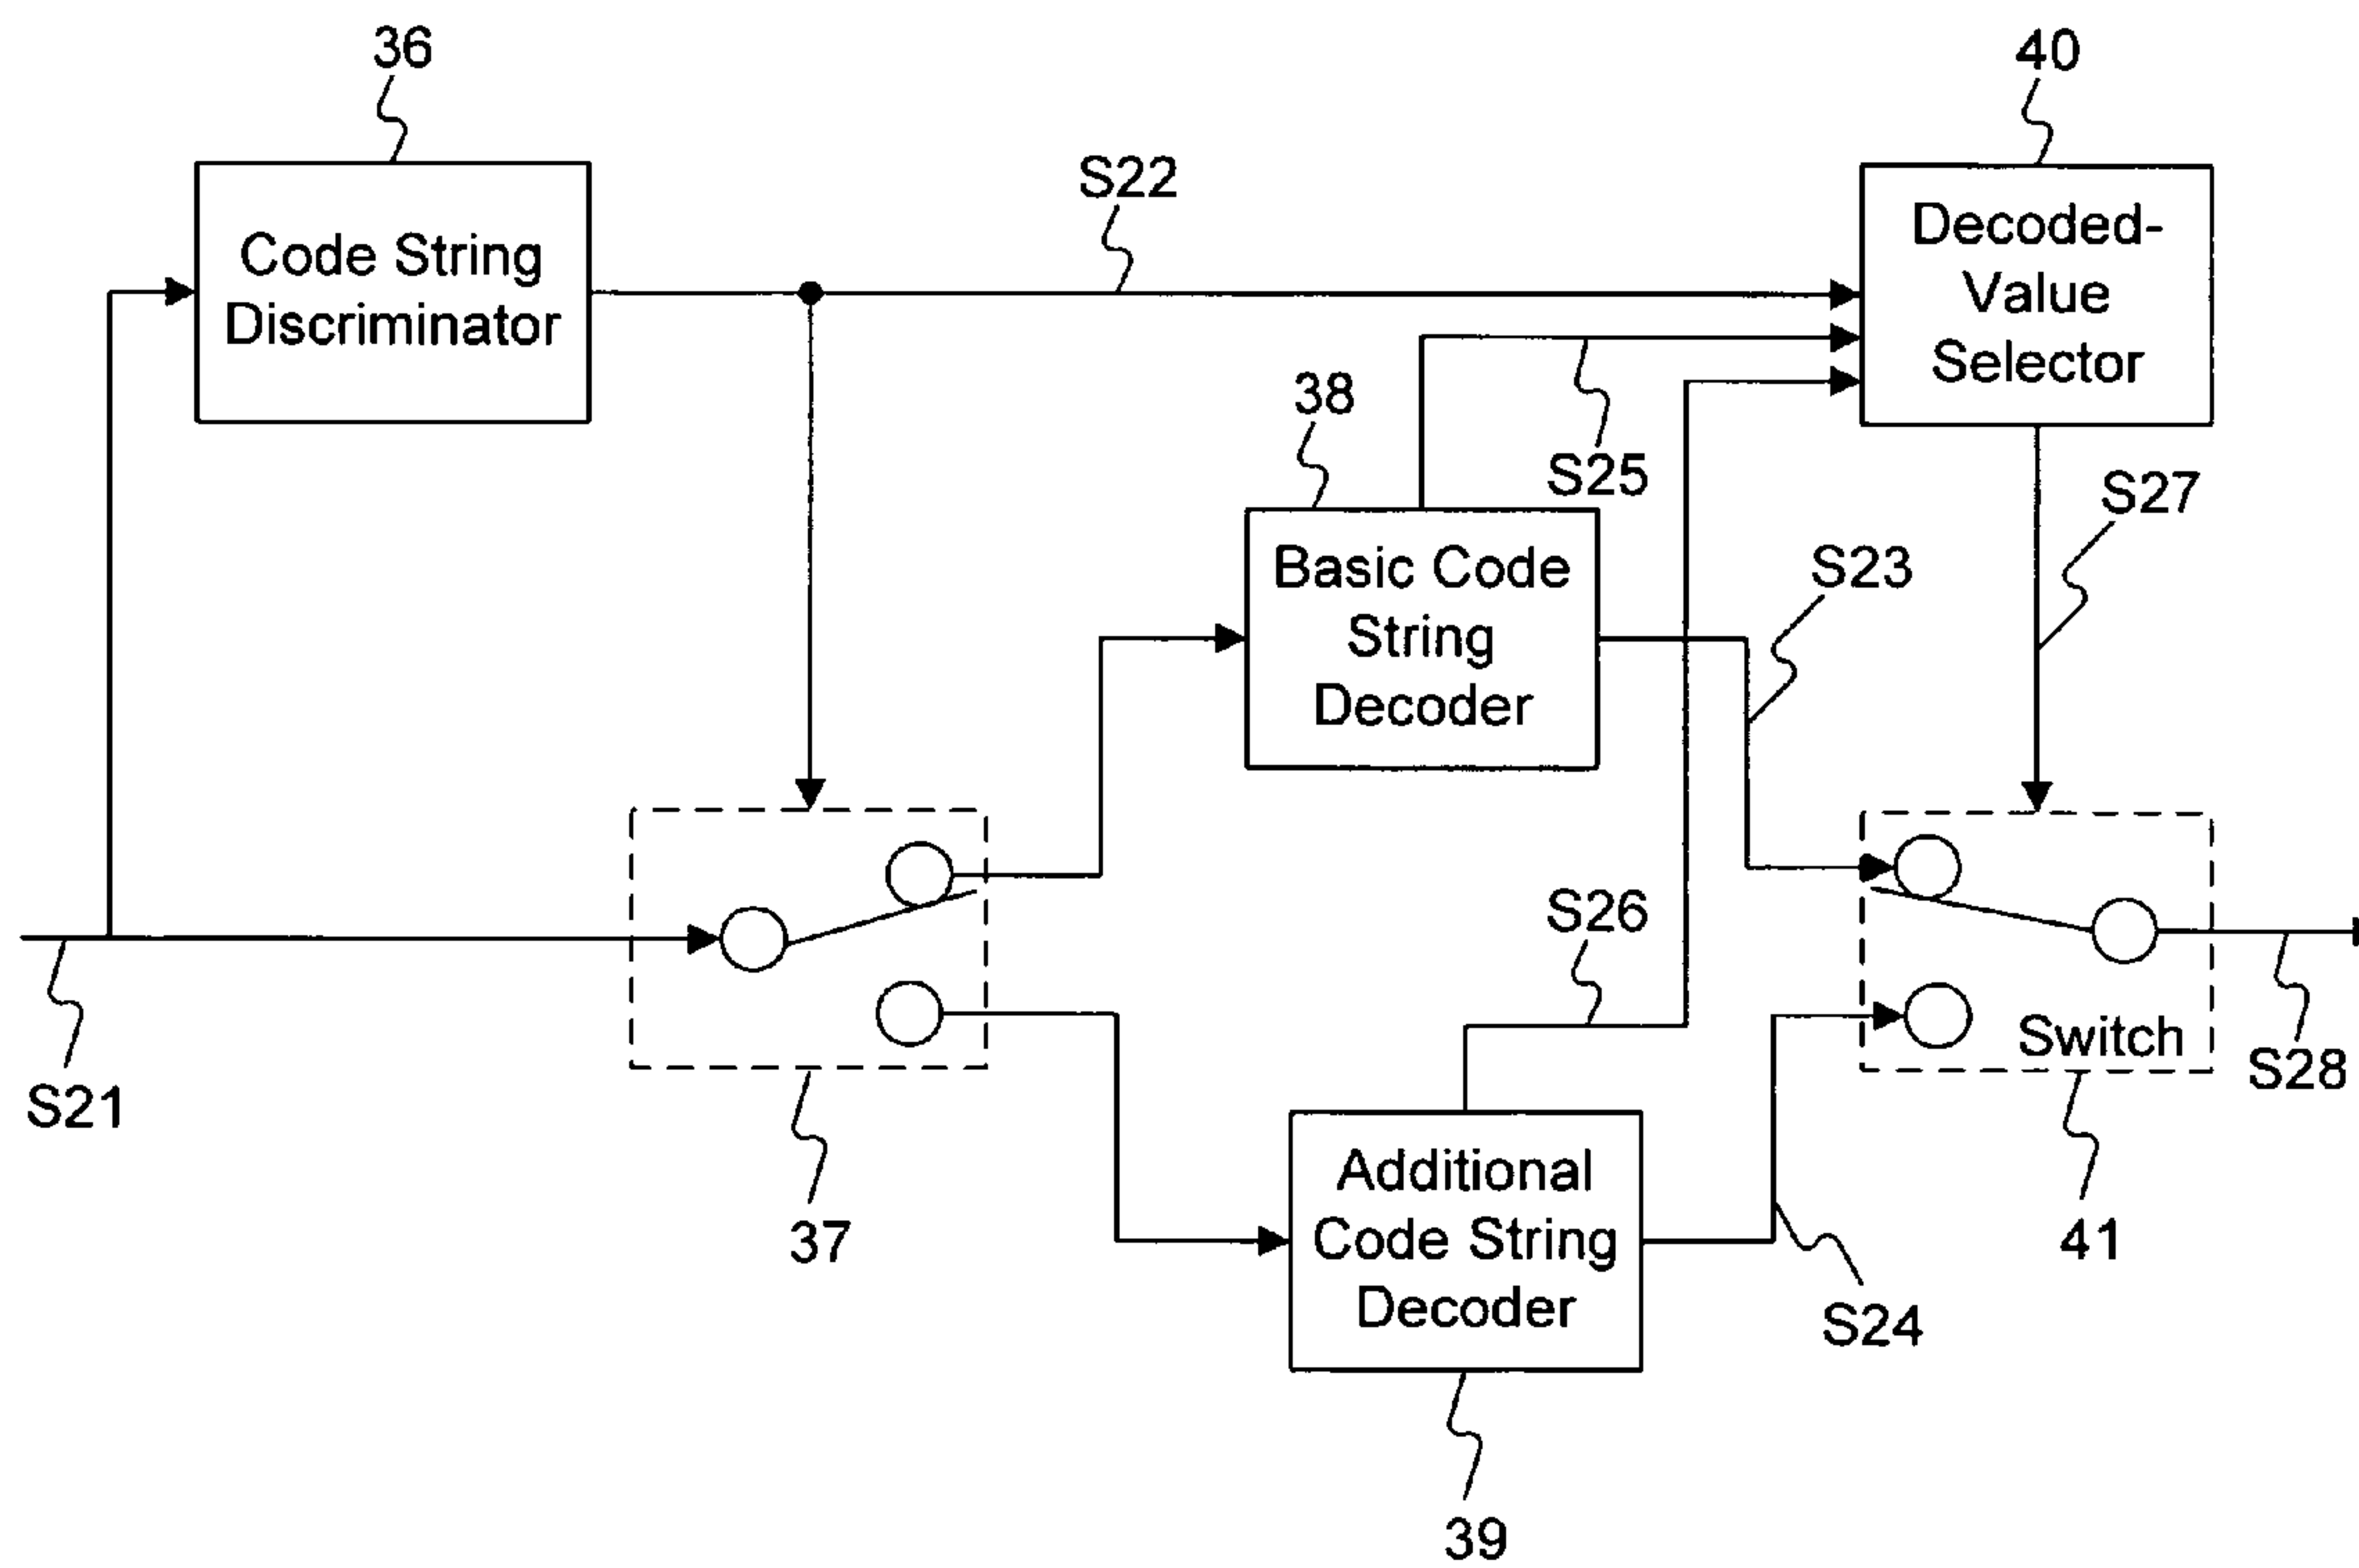 36
40
S22
Code String
Discriminator
Decoded-
Value
Selector
38
S25
S27
Basic Code
String
Decoder
S23
S26
Switch
S28
S21
37
Additional
Code String
Decoder
41
S24
39